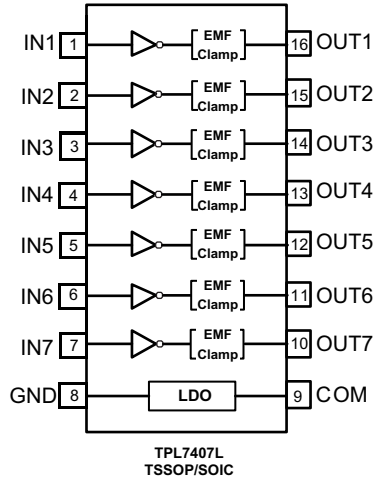 IN1 1 EMF Clamp 16 OUT1
IN2 2 EMF Clamp 15 OUT2
IN3 3 EMF Clamp 14 OUT3
IN4 4 EMF Clamp 13 OUT4
IN5 5 EMF Clamp 12 OUT5
IN6 6 EMF Clamp 11 OUT6
IN7 7 EMF Clamp 10 OUT7
GND 8 LDO 9 COM
TPL7407L
TSSOP/SOIC